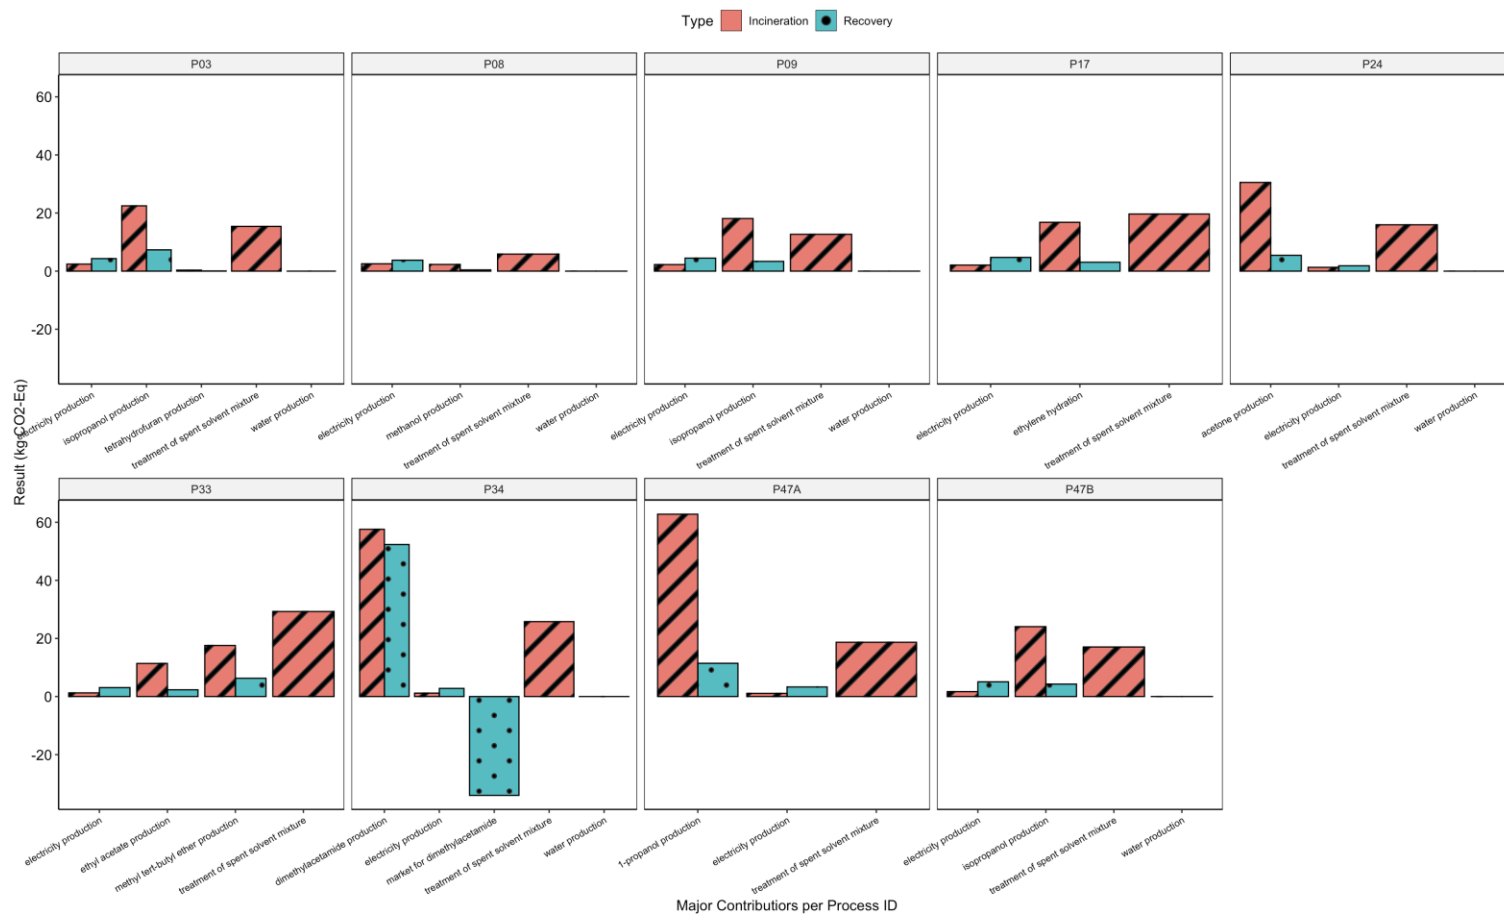 Type Incineration Recovery
P03 P08 P09 P17 P24
60
40
20
0
-20
electricity production
isopropanol production
tetrahydrofuran production
treatment of spent solvent mixture
water production
electricity production
methanol production
treatment of spent solvent mixture
water production
electricity production
isopropanol production
treatment of spent solvent mixture
water production
electricity production
ethylene hydration
treatment of spent solvent mixture
acetone production
electricity production
treatment of spent solvent mixture
water production
Result (kg CO2-Eq)
P33 P34 P47A P47B
60
40
20
0
-20
electricity production
ethyl acetate production
methyl tert-butyl ether production
treatment of spent solvent mixture
dimethylacetamide production
electricity production
market for dimethylacetamide
treatment of spent solvent mixture
water production
1-propanol production
electricity production
treatment of spent solvent mixture
electricity production
isopropanol production
treatment of spent solvent mixture
water production
Major Contributiors per Process ID